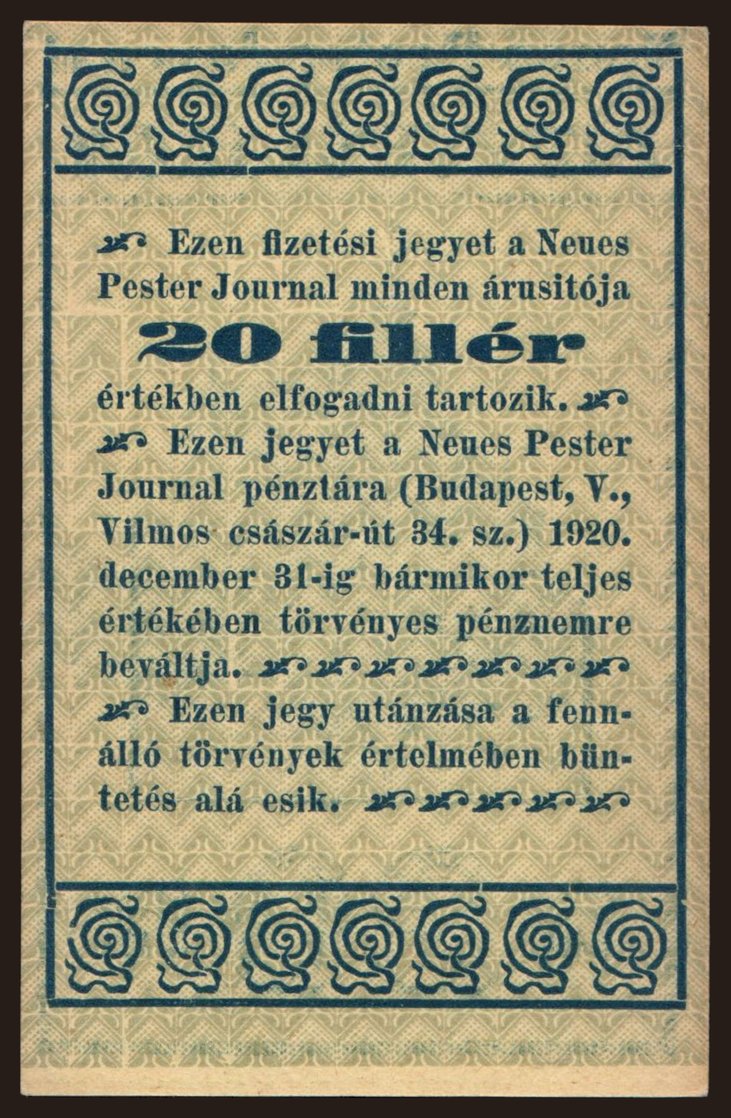 Ezen fizetési jegyet a Neues
Pester Journal minden árusitója
20 fillér
értékben elfogadni tartozik.
Ezen jegyet a Neues Pester
Journal pénztára (Budapest, V.,
Vilmos császár-út 34. sz.) 1920.
december 31-ig bármikor teljes
értékében törvényes pénznemre
beváltja.
Ezen jegy utánzása a fenn-
álló törvények értelmében bün-
tetés alá esik.